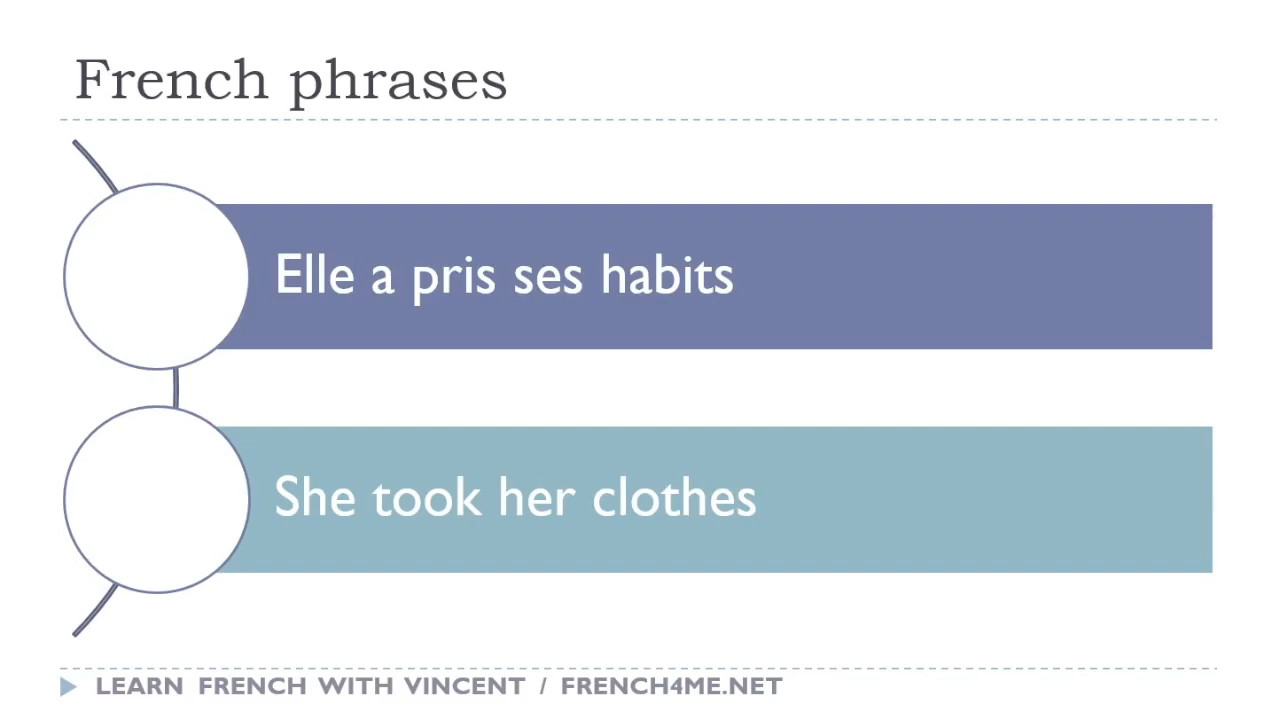 French phrases
Elle a pris ses habits
She took her clothes
LEARN FRENCH WITH VINCENT / FRENCH4ME.NET